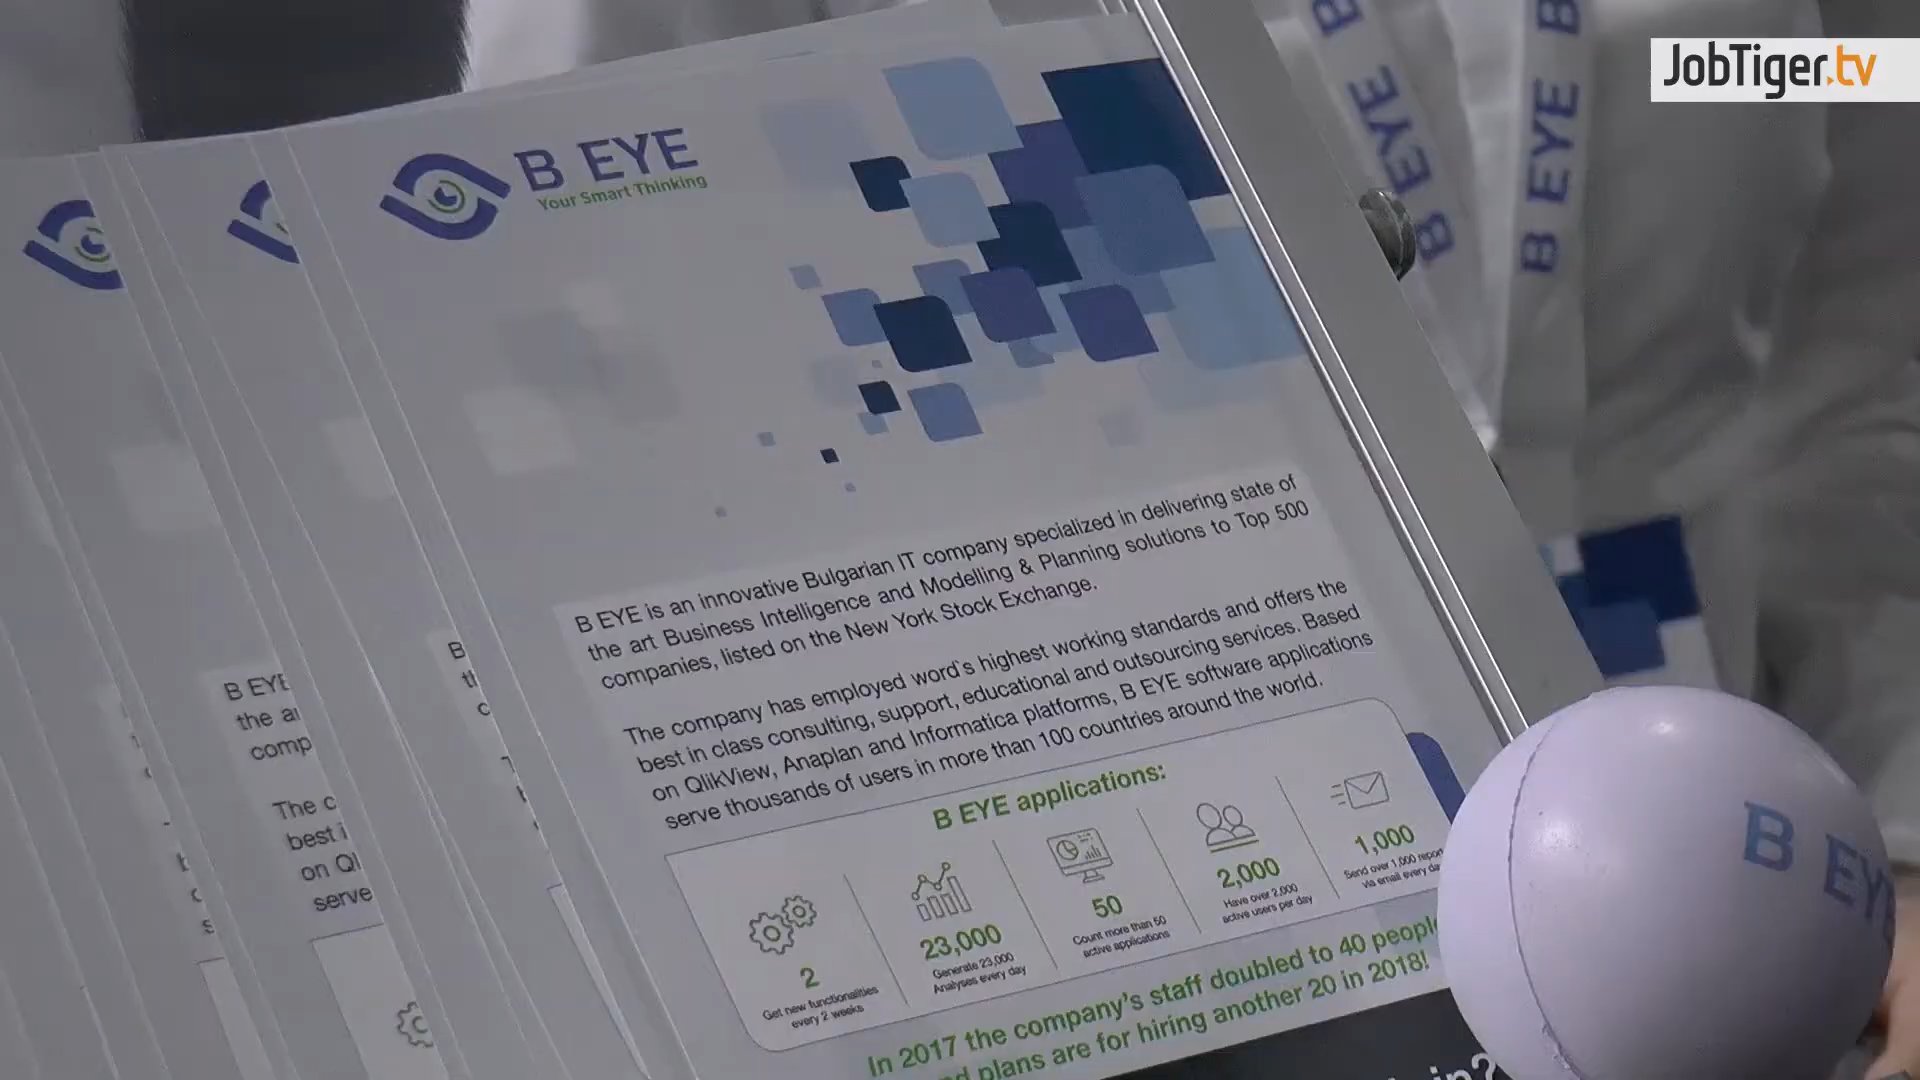 JobTiger.tv
B EYE
B EYE B
B EYE B
Your Smart Thinking
B EYE is an innovative Bulgarian IT company specialized in delivering state of
the art Business Intelligence and Modelling & Planning solutions to Top 500
companies, listed on the New York Stock Exchange.
The company has employed word's highest working standards and offers the
best in class consulting, support, educational and outsourcing services. Based
on QlikView, Anaplan and Informatica platforms, B EYE software applications
serve thousands of users in more than 100 countries around the world.
B EYE applications:
2
Get new functionalities
every 2 weeks
23,000
Generate 23,000
Analyses every day
50
Count more than 50
active applications
2,000
Have over 2,000
active users per day
1,000
Send over 1,000
via email every
In 2017 the company's staff doubled to 40
plans are for hiring another 20 in 2018!
B EYE
the
comp
The c
best i
on Ql
serve
B EYE